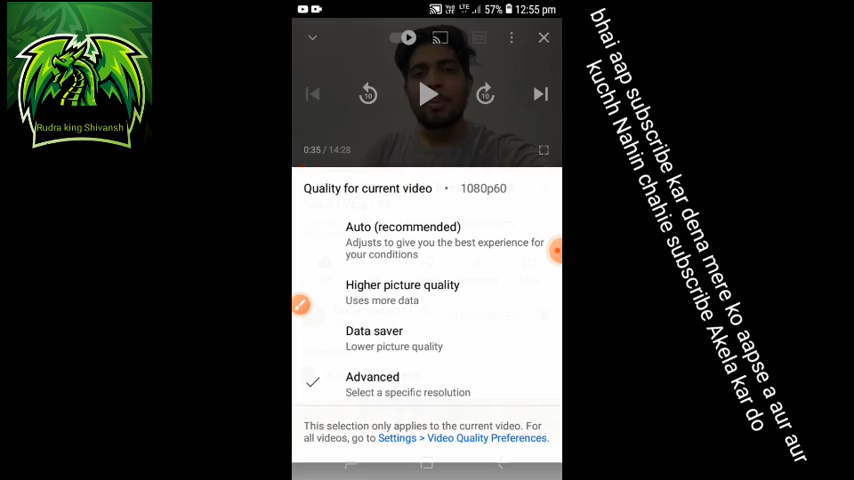 Rudra king Shivansh
LTE 57% 12:55 pm
10
10
0:35 / 14:28
Quality for current video • 1080p60
Auto (recommended)
Adjusts to give you the best experience for
your conditions
Higher picture quality
Uses more data
Data saver
Lower picture quality
Advanced
Select a specific resolution
This selection only applies to the current video. For
all videos, go to Settings > Video Quality Preferences.
bhai aap subscribe kar dena mere ko aapse a aur aur
kuchh Nahin chahie subscribe Akela kar do